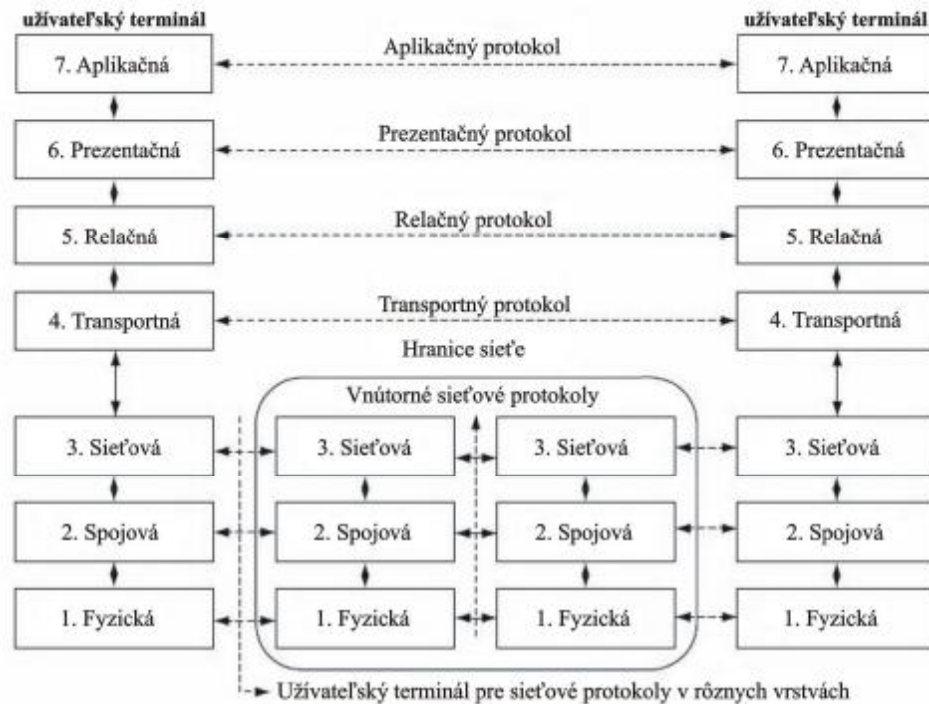 užívateľský terminál užívateľský terminál
7. Aplikačná Aplikačný protokol 7. Aplikačná
6. Prezentačná Prezentačný protokol 6. Prezentačná
5. Relačná Relačný protokol 5. Relačná
4. Transportná Transportný protokol 4. Transportná
Hranice sieťe
Vnútorné sieťové protokoly
3. Sieťová 3. Sieťová 3. Sieťová 3. Sieťová
2. Spojová 2. Spojová 2. Spojová 2. Spojová
1. Fyzická 1. Fyzická 1. Fyzická 1. Fyzická
Užívateľský terminál pre sieťové protokoly v rôznych vrstvách